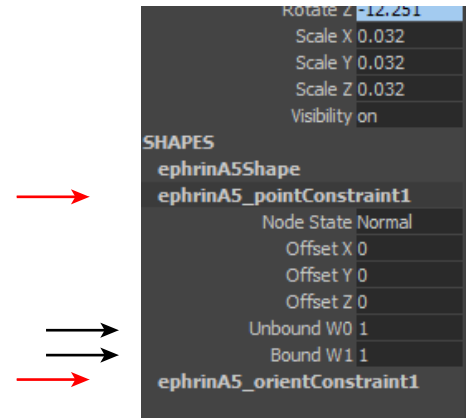 Rotate Z -12.251
Scale X 0.032
Scale Y 0.032
Scale Z 0.032
Visibility on
SHAPES
ephrinA5Shape
ephrinA5_pointConstraint1
Node State Normal
Offset X 0
Offset Y 0
Offset Z 0
Unbound W0 1
Bound W1 1
ephrinA5_orientConstraint1